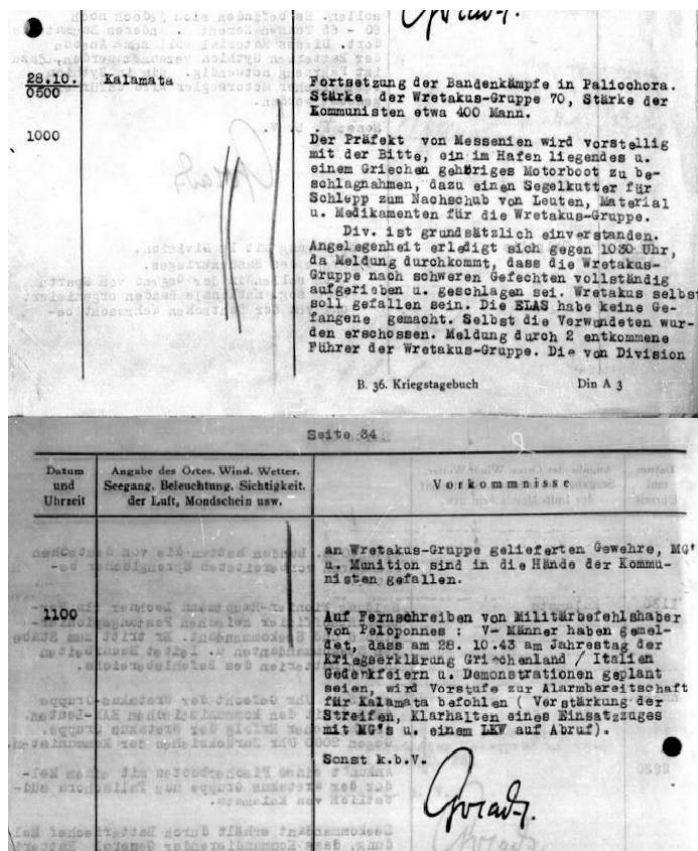 28.10.
0500
Kalamata
Fortsetzung der Bandenkämpfe in Paliochora.
Stärke der Wretakus-Gruppe 70, Stärke der
Kommunisten etwa 400 Mann.
1000
Der Präfekt von Messenien wird vorstellig
mit der Bitte, ein im Hafen liegendes u.
einem Griechen gehöriges Motorboot zu be-
schlagnahmen, dazu einen Segelkutter für
Schlepp zum Nachschub von Leuten, Material
u. Medikamenten für die Wretakus-Gruppe.
Div. ist grundsätzlich einverstanden.
Angelegenheit erledigt sich gegen 1030 Uhr,
da Meldung durchkommt, dass die Wretakus-
Gruppe nach schweren Gefechten vollständig
aufgerieben u. geschlagen sei. Wretakus selbst
soll gefallen sein. Die ELAS habe keine Ge-
fangene gemacht. Selbst die Verwundeten wur-
den erschossen. Meldung durch 2 entkommene
Führer der Wretakus-Gruppe. Die von Division
B. 36. Kriegstagebuch Din A 3
Seite 34
Datum
und
Uhrzeit
Angabe des Ortes, Wind, Wetter,
Seegang, Beleuchtung, Sichtigkeit
der Luft, Mondschein usw.
Vorkommnisse
an Wretakus-Gruppe gelieferten Gewehre, MG'
u. Munition sind in die Hände der Kommu-
nisten gefallen.
1100
Auf Fernschreiben von Militärbefehlshaber
von Peloponnes : V- Männer haben gemel-
det, dass am 28. 10.43 am Jahrestag der
Kriegserklärung Griechenland / Italien
Gedenkfeiern u. Demonstrationen geplant
seien, wird Vorstufe zur Alarmbereitschaft
für Kalamata befohlen ( Verstärkung der
Streifen, Klarhalten eines Einsatzzuges
mit MG's u. einem LKW auf Abruf).
Sonst k.b.V.